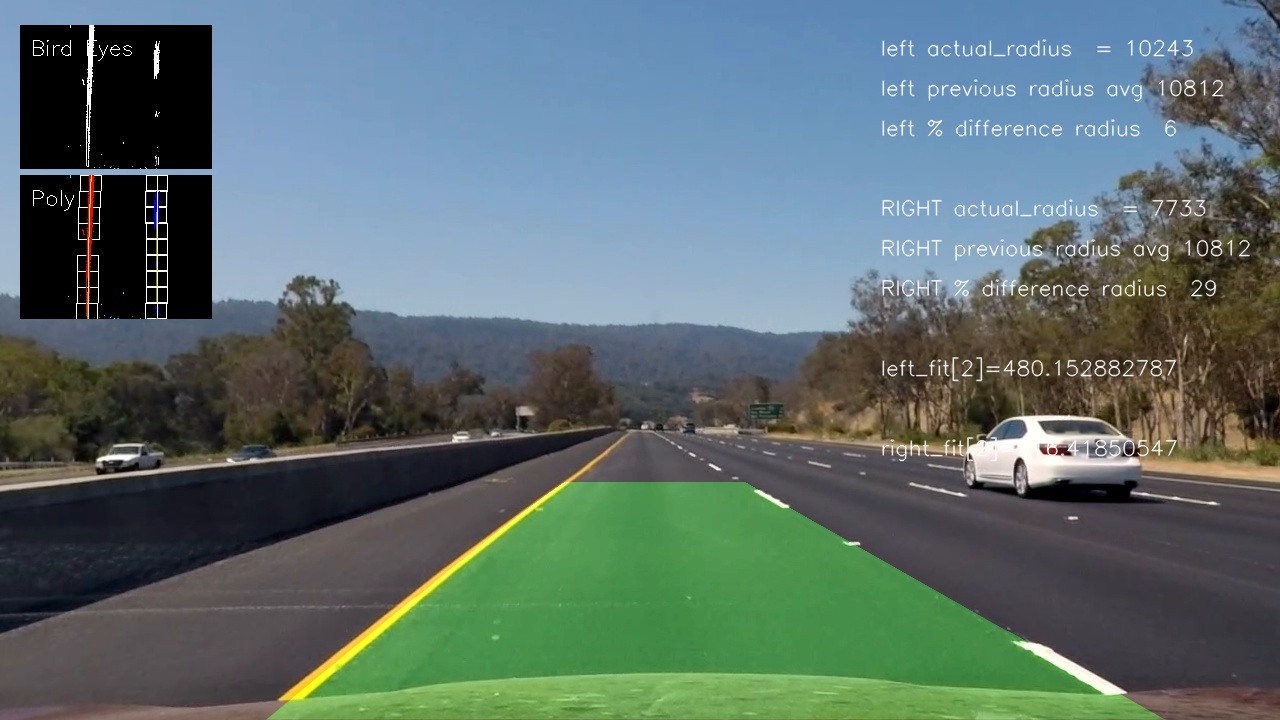 Bird Eyes
Poly
left actual_radius = 10243
left previous radius avg 10812
left % difference radius 6
RIGHT actual_radius = 7733
RIGHT previous radius avg 10812
RIGHT % difference radius 29
left_fit[2]=480.152882787
right_fit[2]=